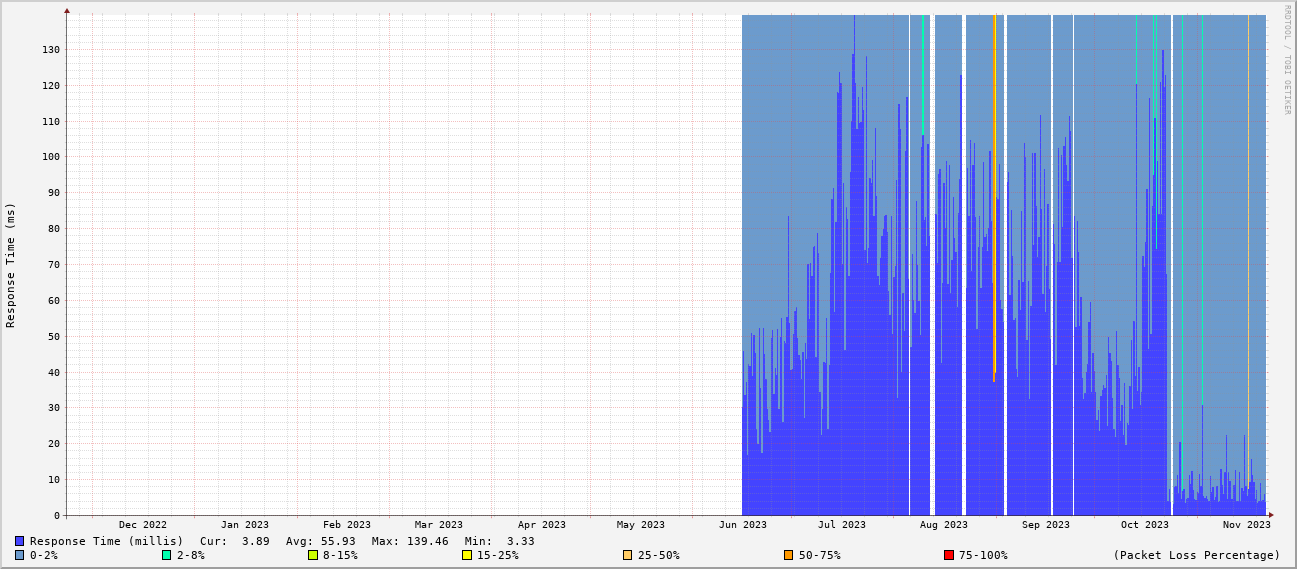 RRDTOOL / TOBI OETIKER
Response Time (ms)
130
120
110
100
90
80
70
60
50
40
30
20
10
0
Dec 2022 Jan 2023 Feb 2023 Mar 2023 Apr 2023 May 2023 Jun 2023 Jul 2023 Aug 2023 Sep 2023 Oct 2023 Nov 2023
Response Time (millis) Cur: 3.89 Avg: 55.93 Max: 139.46 Min: 3.33
0-2% 2-8% 8-15% 15-25% 25-50% 50-75% 75-100% (Packet Loss Percentage)